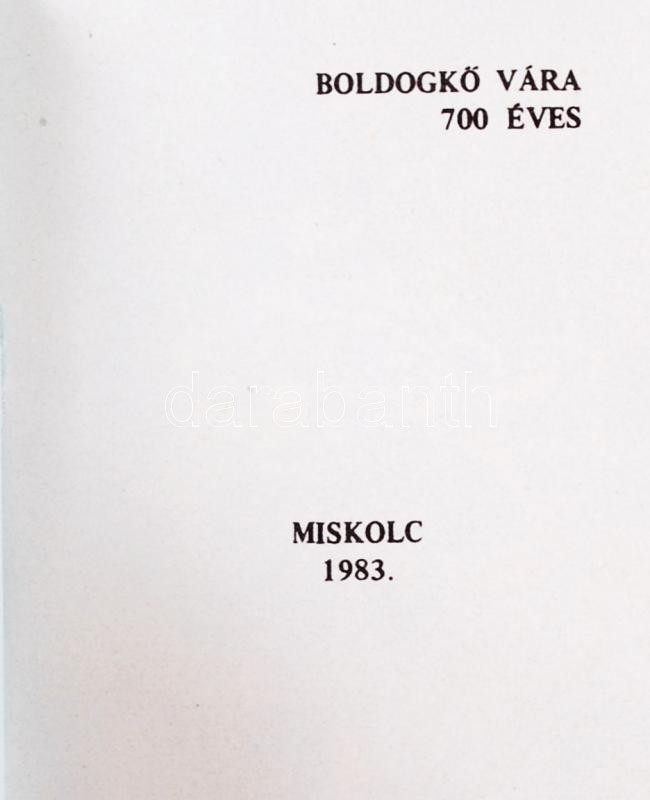 BOLDOGKŐ VÁRA
700 ÉVES
darabanth
MISKOLC
1983.